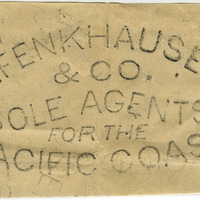 FENKHAUSE
& CO.
SOLE AGENTS
FOR THE
ACIFIC COAS